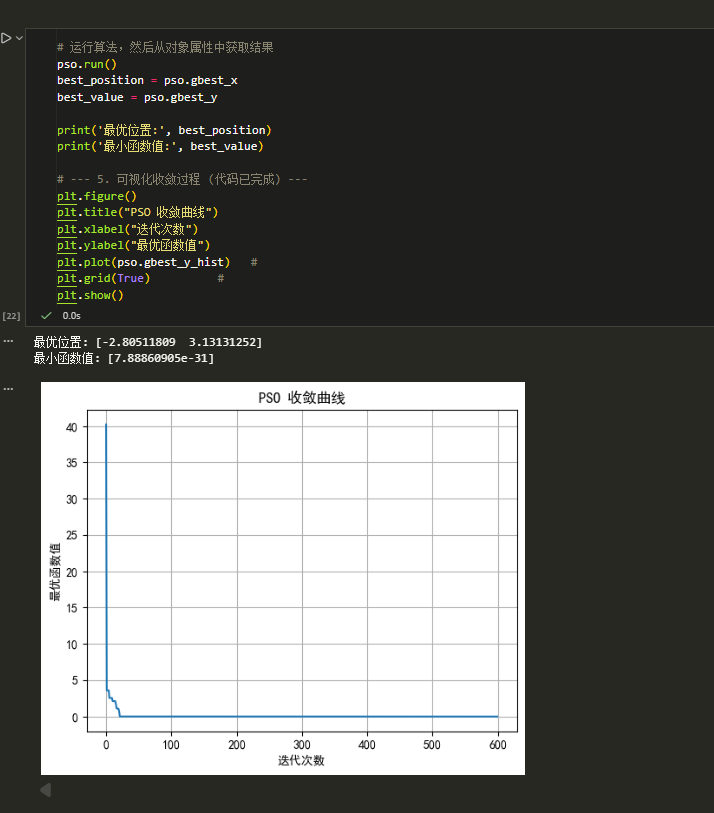 # 运行算法，然后从对象属性中获取结果
pso.run()
best_position = pso.gbest_x
best_value = pso.gbest_y
print('最优位置:', best_position)
print('最小函数值:', best_value)
# --- 5. 可视化收敛过程 (代码已完成) ---
plt.figure()
plt.title("PSO 收敛曲线")
plt.xlabel("迭代次数")
plt.ylabel("最优函数值")
plt.plot(pso.gbest_y_hist)   #
plt.grid(True)          #
plt.show()
[22] 0.0s
最优位置: [-2.80511809  3.13131252]
最小函数值: [7.88860905e-31]
PSO 收敛曲线
40
35
30
25
20
15
10
5
0
最优函数值
0 100 200 300 400 500 600
迭代次数